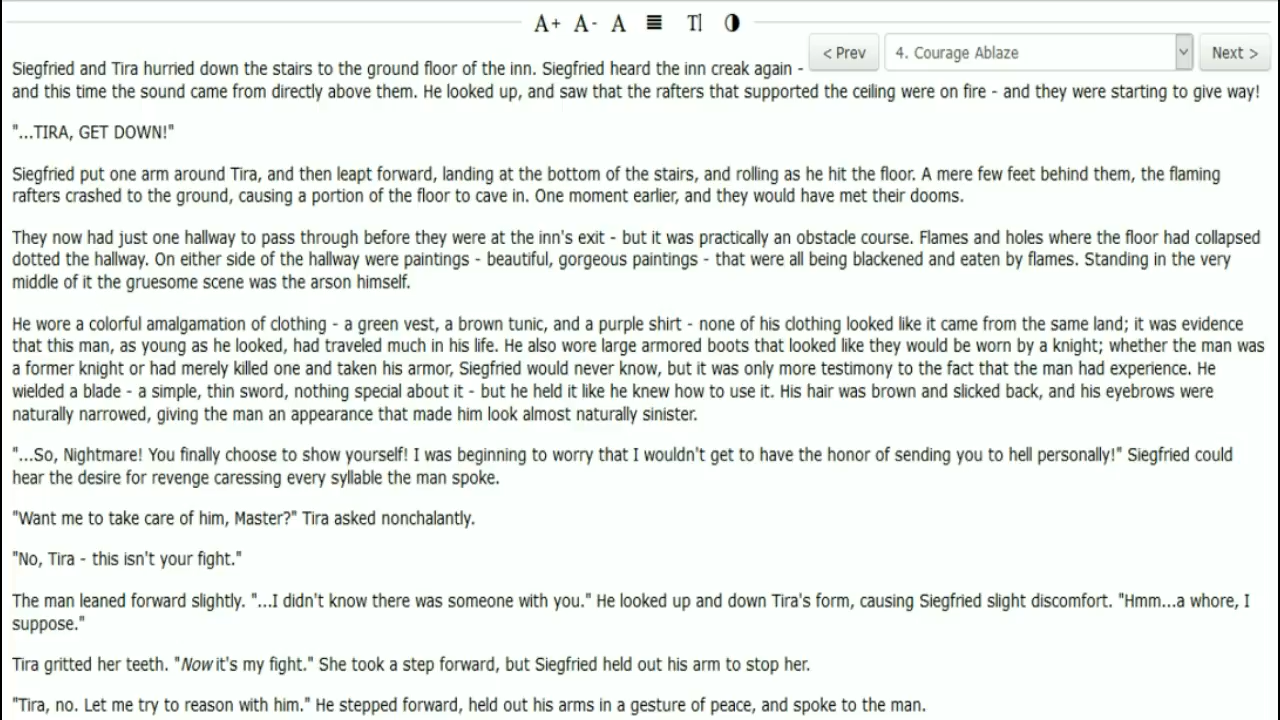 A+ A- A T|
< Prev 4. Courage Ablaze Next >
Siegfried and Tira hurried down the stairs to the ground floor of the inn. Siegfried heard the inn creak again -
and this time the sound came from directly above them. He looked up, and saw that the rafters that supported the ceiling were on fire - and they were starting to give way!
"...TIRA, GET DOWN!"
Siegfried put one arm around Tira, and then leapt forward, landing at the bottom of the stairs, and rolling as he hit the floor. A mere few feet behind them, the flaming
rafters crashed to the ground, causing a portion of the floor to cave in. One moment earlier, and they would have met their dooms.
They now had just one hallway to pass through before they were at the inn's exit - but it was practically an obstacle course. Flames and holes where the floor had collapsed
dotted the hallway. On either side of the hallway were paintings - beautiful, gorgeous paintings - that were all being blackened and eaten by flames. Standing in the very
middle of it the gruesome scene was the arson himself.
He wore a colorful amalgamation of clothing - a green vest, a brown tunic, and a purple shirt - none of his clothing looked like it came from the same land; it was evidence
that this man, as young as he looked, had traveled much in his life. He also wore large armored boots that looked like they would be worn by a knight; whether the man was
a former knight or had merely killed one and taken his armor, Siegfried would never know, but it was only more testimony to the fact that the man had experience. He
wielded a blade - a simple, thin sword, nothing special about it - but he held it like he knew how to use it. His hair was brown and slicked back, and his eyebrows were
naturally narrowed, giving the man an appearance that made him look almost naturally sinister.
"...So, Nightmare! You finally choose to show yourself! I was beginning to worry that I wouldn't get to have the honor of sending you to hell personally!" Siegfried could
hear the desire for revenge caressing every syllable the man spoke.
"Want me to take care of him, Master?" Tira asked nonchalantly.
"No, Tira - this isn't your fight."
The man leaned forward slightly. "...I didn't know there was someone with you." He looked up and down Tira's form, causing Siegfried slight discomfort. "Hmm...a whore, I
suppose."
Tira gritted her teeth. "Now it's my fight." She took a step forward, but Siegfried held out his arm to stop her.
"Tira, no. Let me try to reason with him." He stepped forward, held out his arms in a gesture of peace, and spoke to the man.